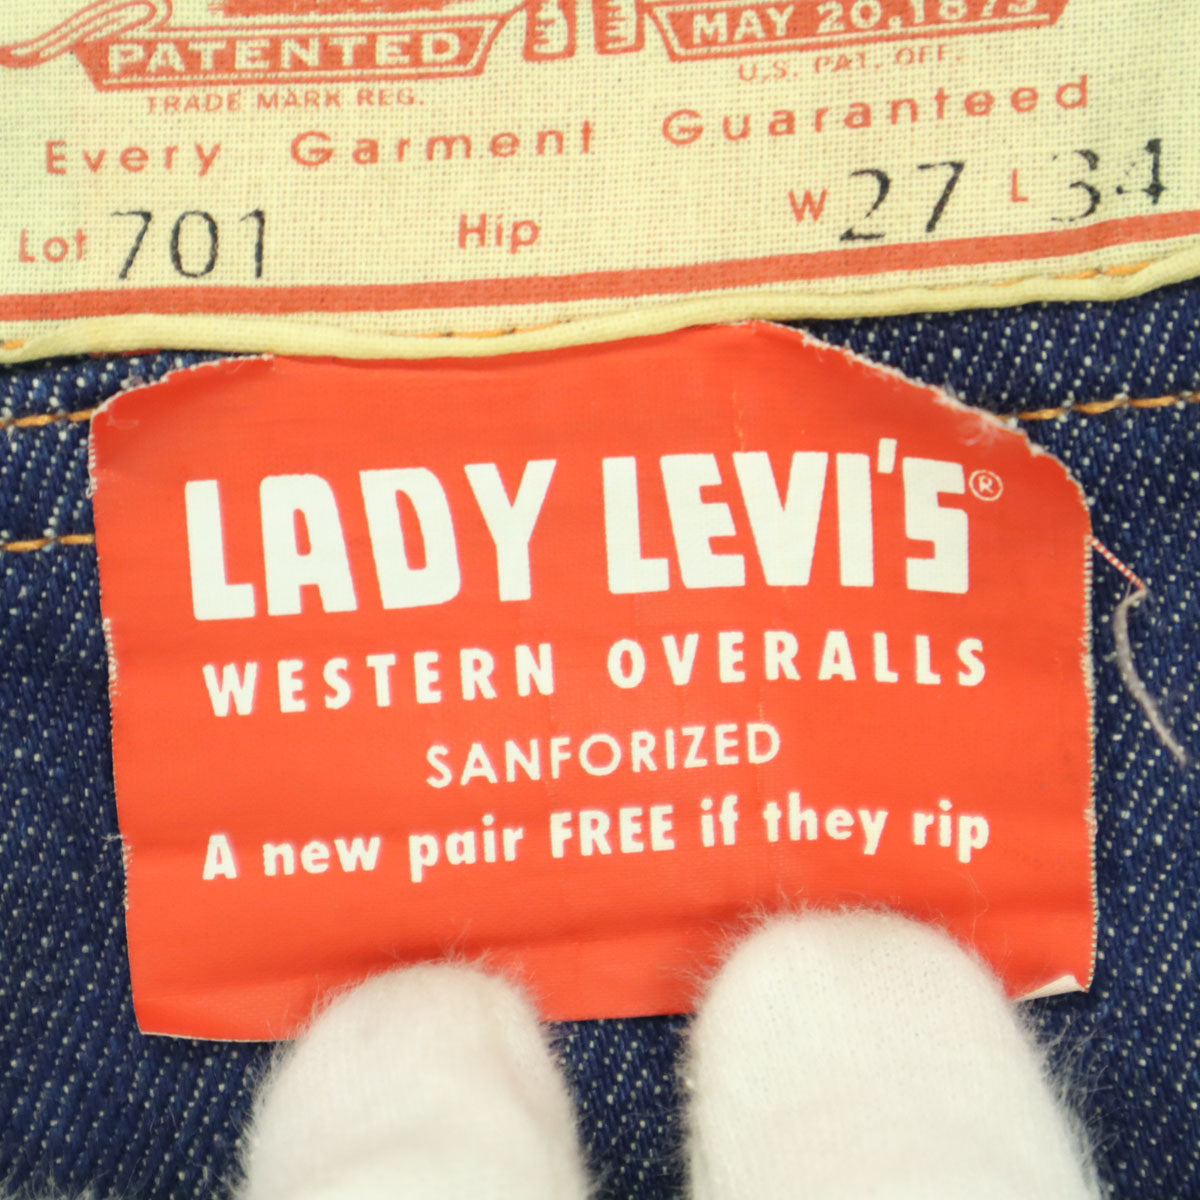 PATENTED
MAY 20.1873
TRADE MARK REG.
U.S. PAT. OFF.
Every Garment Guaranteed
Lot 701 Hip W 27 L 34
LADY LEVI'S®
WESTERN OVERALLS
SANFORIZED
A new pair FREE if they rip